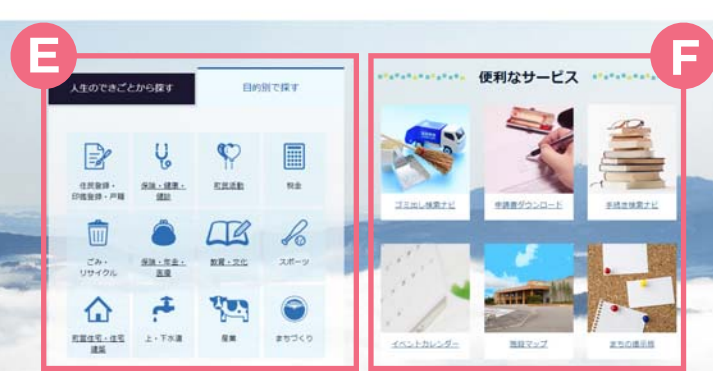 E
人生のできごとから探す
目的別で探す
住民登録・
印鑑登録・戸籍
保険・健康・
健診
町民活動
税金
ごみ・
リサイクル
保険・年金・
医療
教育・文化
スポーツ
町営住宅・住宅
建築
上・下水道
産業
まちづくり
F
便利なサービス
ゴミ出し検索ナビ
申請書ダウンロード
手続き検索ナビ
イベントカレンダー
施設マップ
まちの掲示板